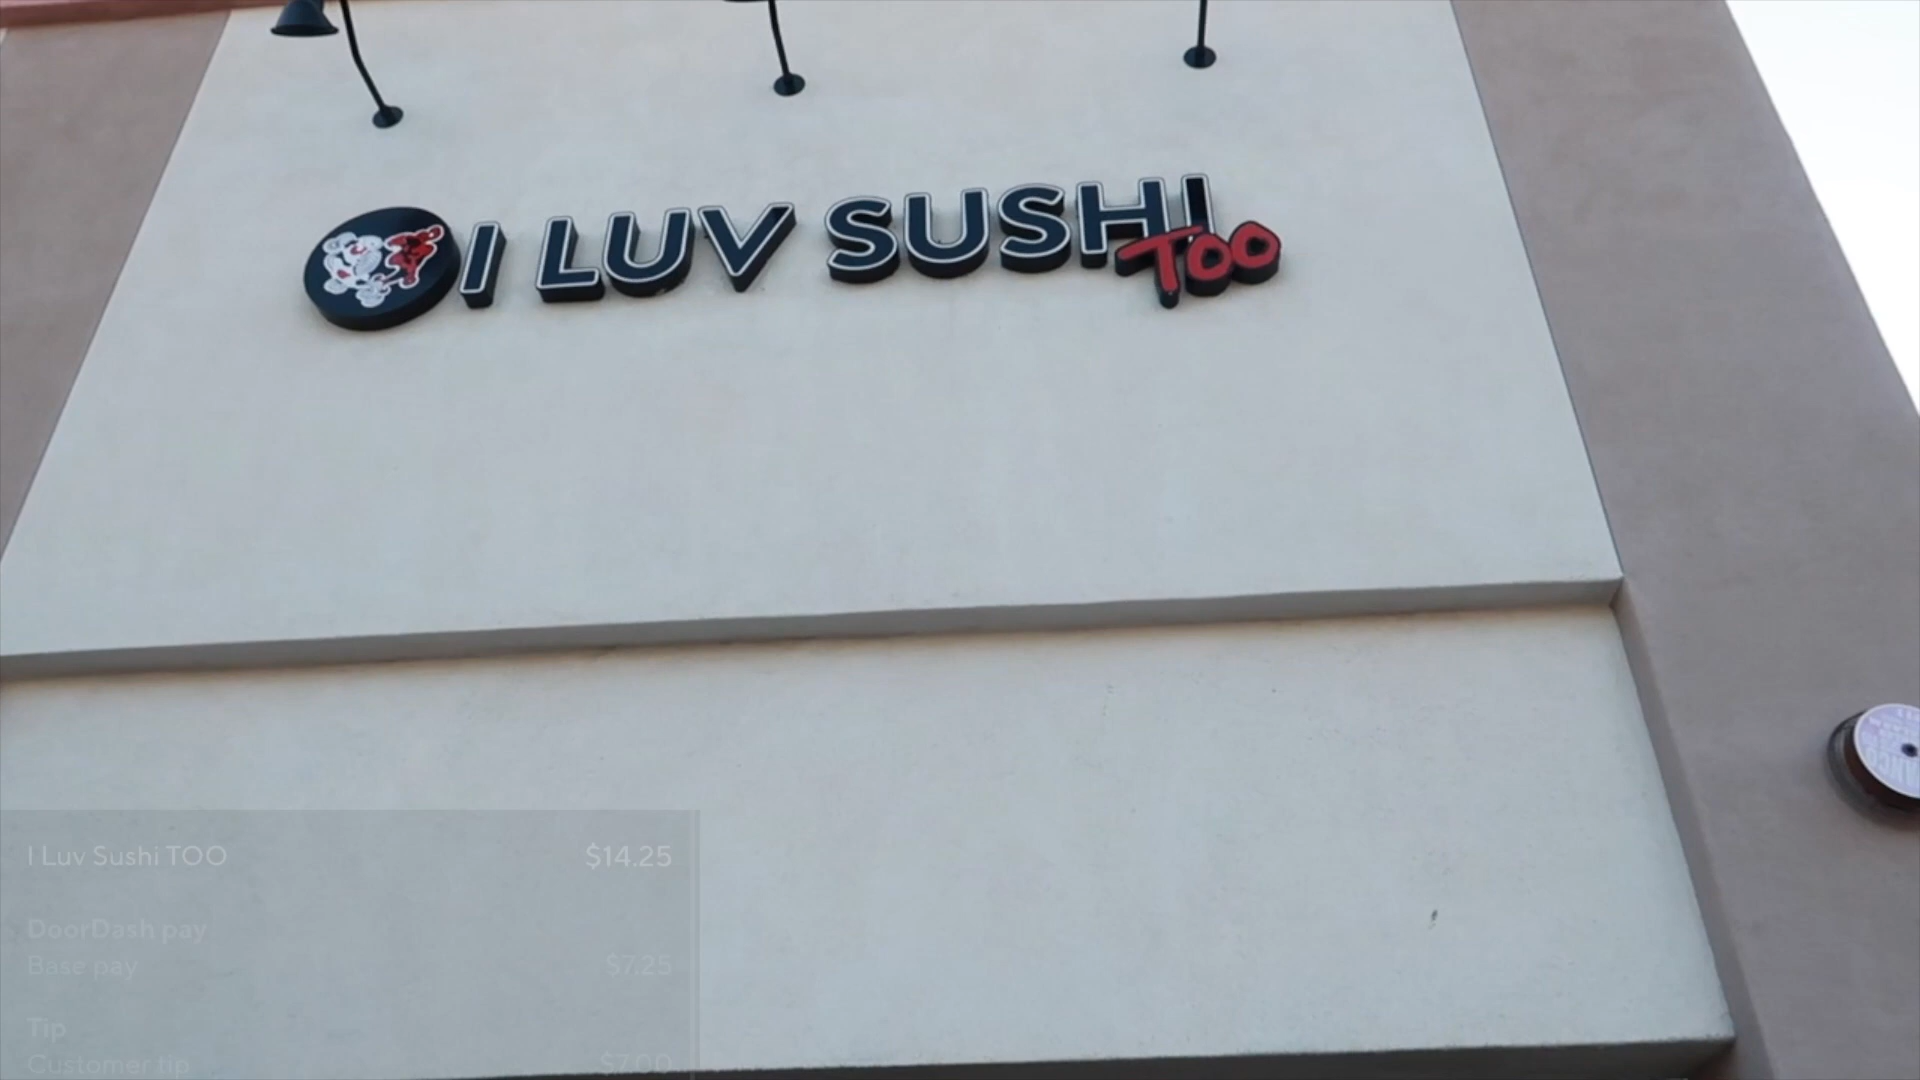 I LUV SUSHI
TOO
I Luv Sushi TOO $14.25
DoorDash pay
Base pay $7.25
Tip
Customer tip $7.00